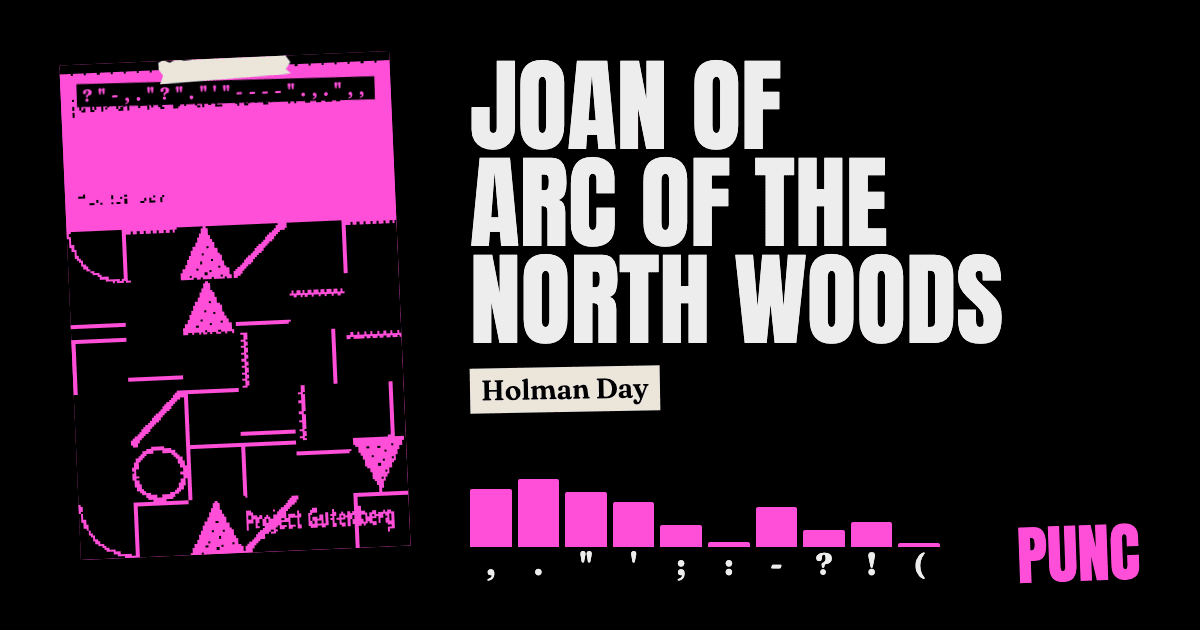 ?"-,."?"."'"----".,.",,
JOAN OF
ARC OF THE
NORTH WOODS
Holman Day
Project Gutenberg
, . " ' ; : - ? ! (
PUNC